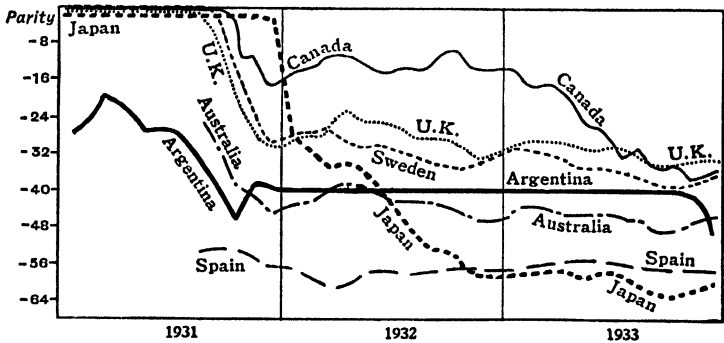 Parity
Japan
-8
-16
-24
-32
-40
-48
-56
-64
U.K.
Canada
Australia
Argentina
Spain
U.K.
Sweden
Japan
Canada
U.K.
Argentina
Australia
Spain
Japan
1931
1932
1933